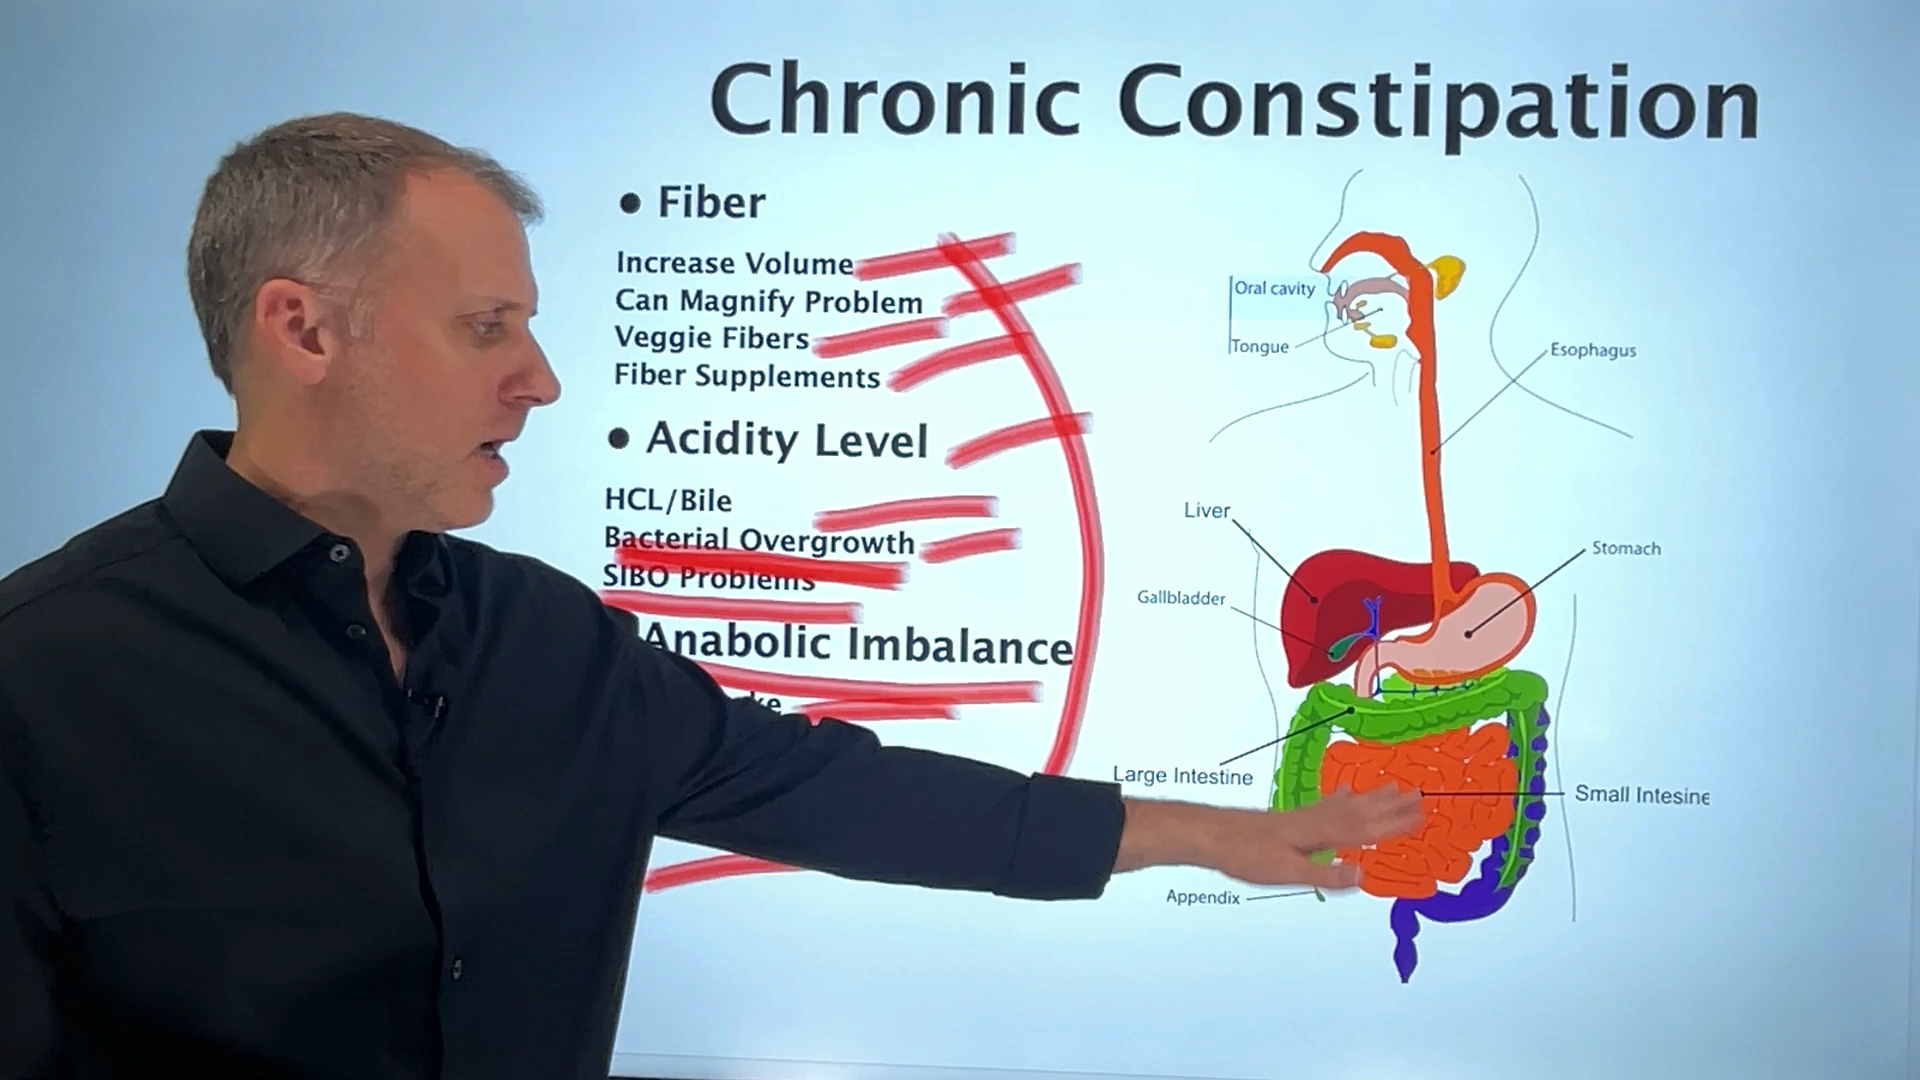 Chronic Constipation
• Fiber
Increase Volume
Can Magnify Problem
Veggie Fibers
Fiber Supplements
• Acidity Level
HCL/Bile
Bacterial Overgrowth
SIBO Problems
Anabolic Imbalance
Oral cavity
Tongue
Esophagus
Liver
Stomach
Gallbladder
Large Intestine
Small Intesine
Appendix